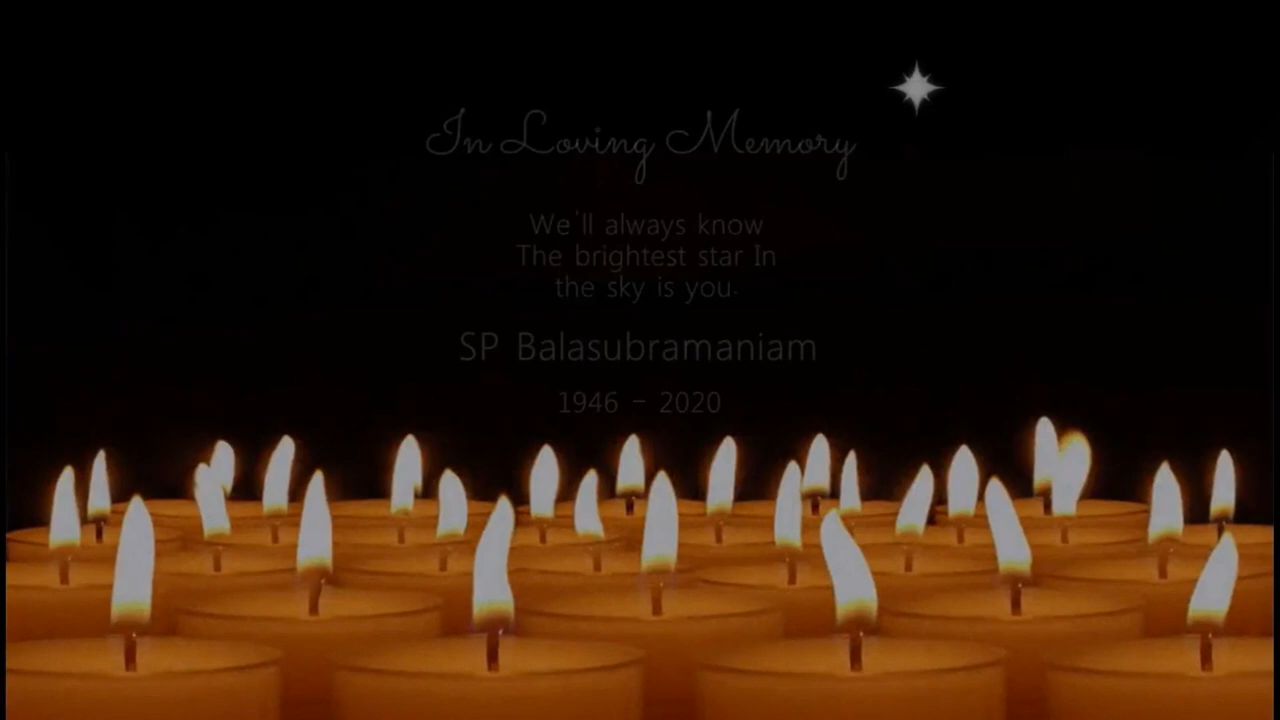 In Loving Memory
We'll always know
The brightest star In
the sky is you.
SP Balasubramaniam
1946 - 2020